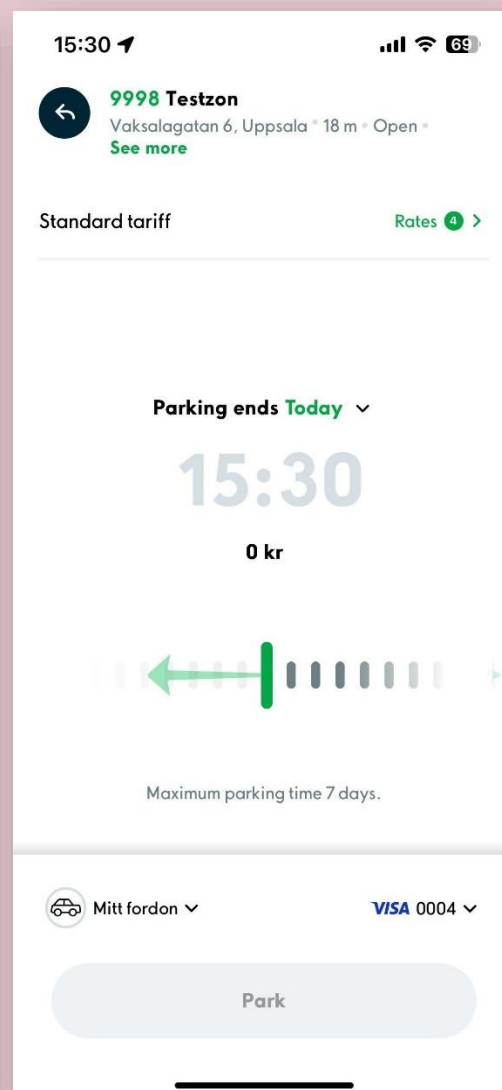 15:30
69
9998 Testzon
Vaksalagatan 6, Uppsala • 18 m • Open •
See more
Standard tariff
Rates 4 >
Parking ends Today
15:30
0 kr
Maximum parking time 7 days.
Mitt fordon
VISA 0004
Park